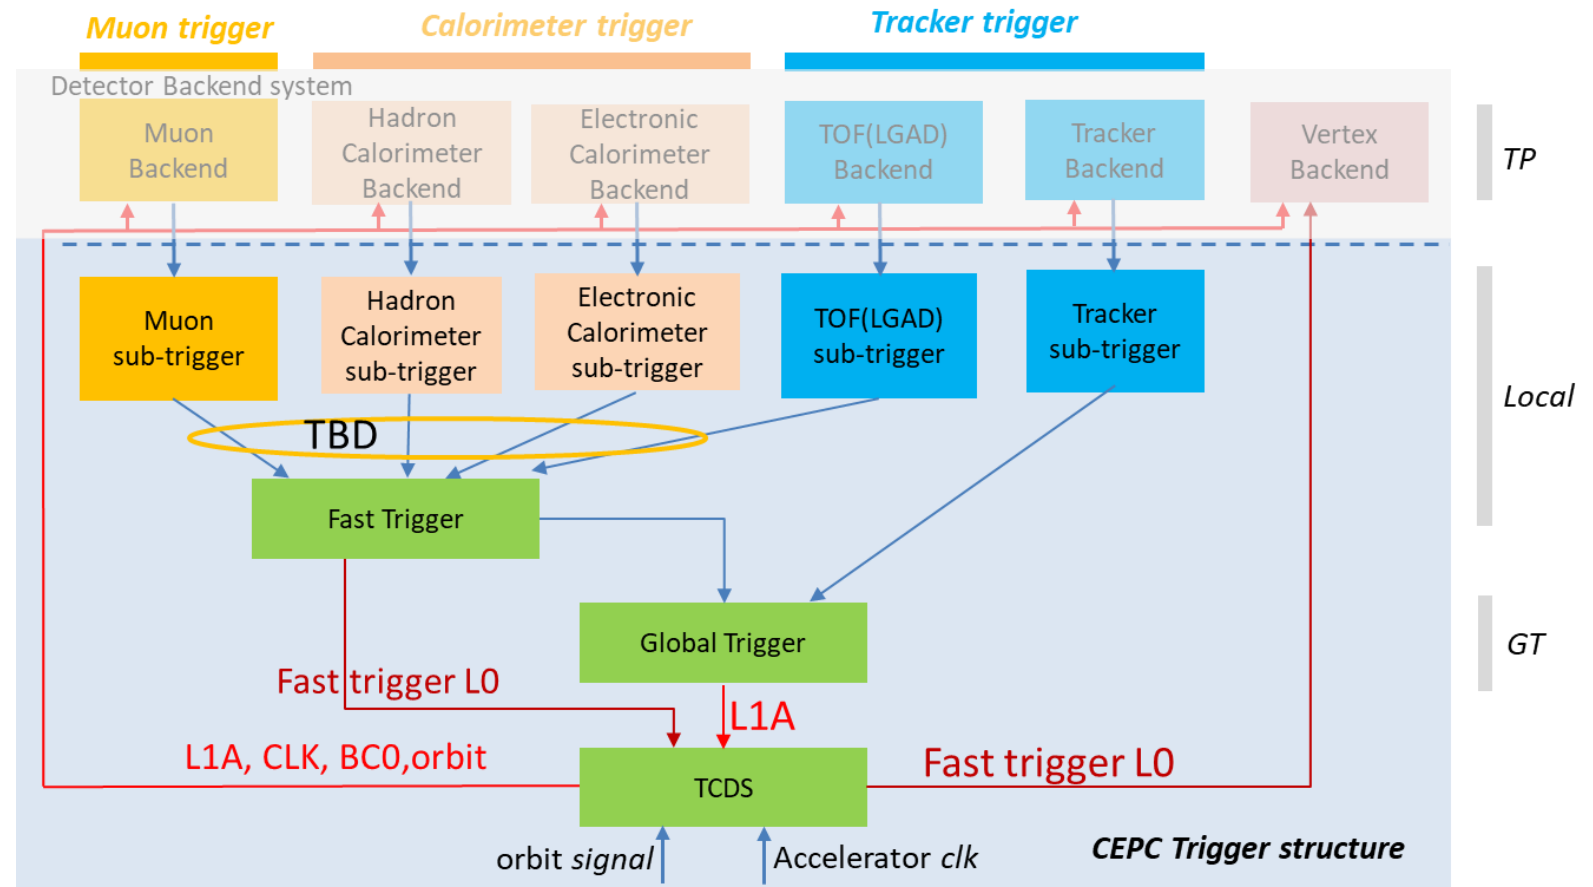 Muon trigger
Calorimeter trigger
Tracker trigger
Detector Backend system
Muon
Backend
Hadron
Calorimeter
Backend
Electronic
Calorimeter
Backend
TOF(LGAD)
Backend
Tracker
Backend
Vertex
Backend
TP
Muon
sub-trigger
Hadron
Calorimeter
sub-trigger
Electronic
Calorimeter
sub-trigger
TOF(LGAD)
sub-trigger
Tracker
sub-trigger
Local
TBD
Fast Trigger
Global Trigger
GT
Fast trigger L0
L1A
L1A, CLK, BC0,orbit
TCDS
Fast trigger L0
orbit signal
Accelerator clk
CEPC Trigger structure